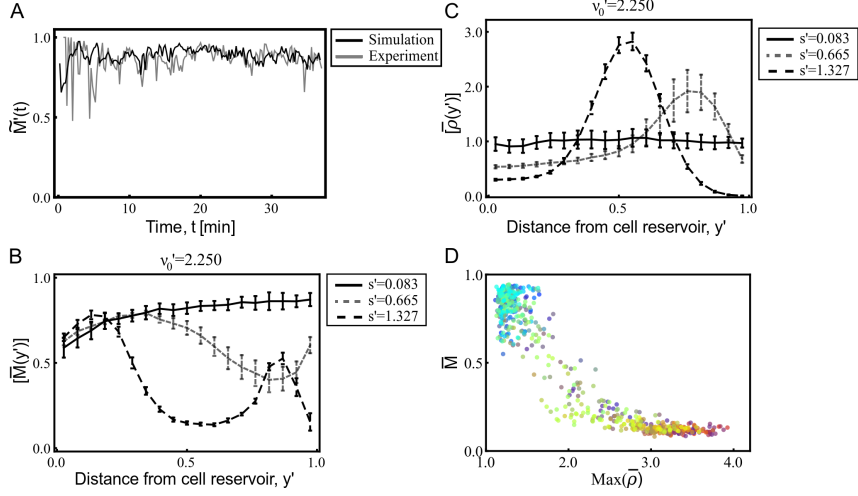 A
1.0
0.5
0.0
M̃'(t)
0
10
20
30
Time, t [min]
Simulation
Experiment
C
ν₀'=2.250
3.0
2.0
1.0
0.0
[ρ̅(y')]
0.0
0.5
1.0
Distance from cell reservoir, y'
s'=0.083
s'=0.665
s'=1.327
B
ν₀'=2.250
1.0
0.5
0.0
[M̅(y')]
0.0
0.5
1.0
Distance from cell reservoir, y'
s'=0.083
s'=0.665
s'=1.327
D
1.0
0.5
0.0
M̅
1.0
2.0
3.0
4.0
Max(ρ̅)